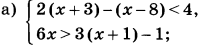 а) { 2(x+3)–(x–8)<4,
6x>3(x+1)–1;